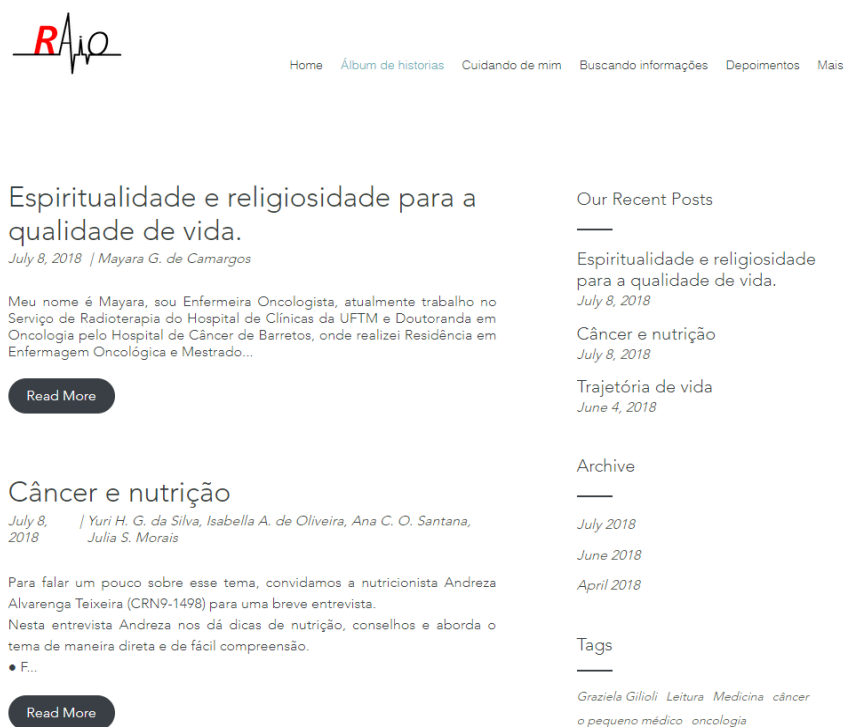 RAiO
Home Álbum de historias Cuidando de mim Buscando informações Depoimentos Mais
Espiritualidade e religiosidade para a
qualidade de vida.
July 8, 2018 | Mayara G. de Camargos
Meu nome é Mayara, sou Enfermeira Oncologista, atualmente trabalho no
Serviço de Radioterapia do Hospital de Clínicas da UFTM e Doutoranda em
Oncologia pelo Hospital de Câncer de Barretos, onde realizei Residência em
Enfermagem Oncológica e Mestrado...
Read More
Câncer e nutrição
July 8, 2018 | Yuri H. G. da Silva, Isabella A. de Oliveira, Ana C. O. Santana,
Julia S. Morais
Para falar um pouco sobre esse tema, convidamos a nutricionista Andreza
Alvarenga Teixeira (CRN9-1498) para uma breve entrevista.
Nesta entrevista Andreza nos dá dicas de nutrição, conselhos e aborda o
tema de maneira direta e de fácil compreensão.
● F...
Read More
Our Recent Posts
Espiritualidade e religiosidade
para a qualidade de vida.
July 8, 2018
Câncer e nutrição
July 8, 2018
Trajetória de vida
June 4, 2018
Archive
July 2018
June 2018
April 2018
Tags
Graziela Gilioli Leitura Medicina câncer
o pequeno médico oncologia